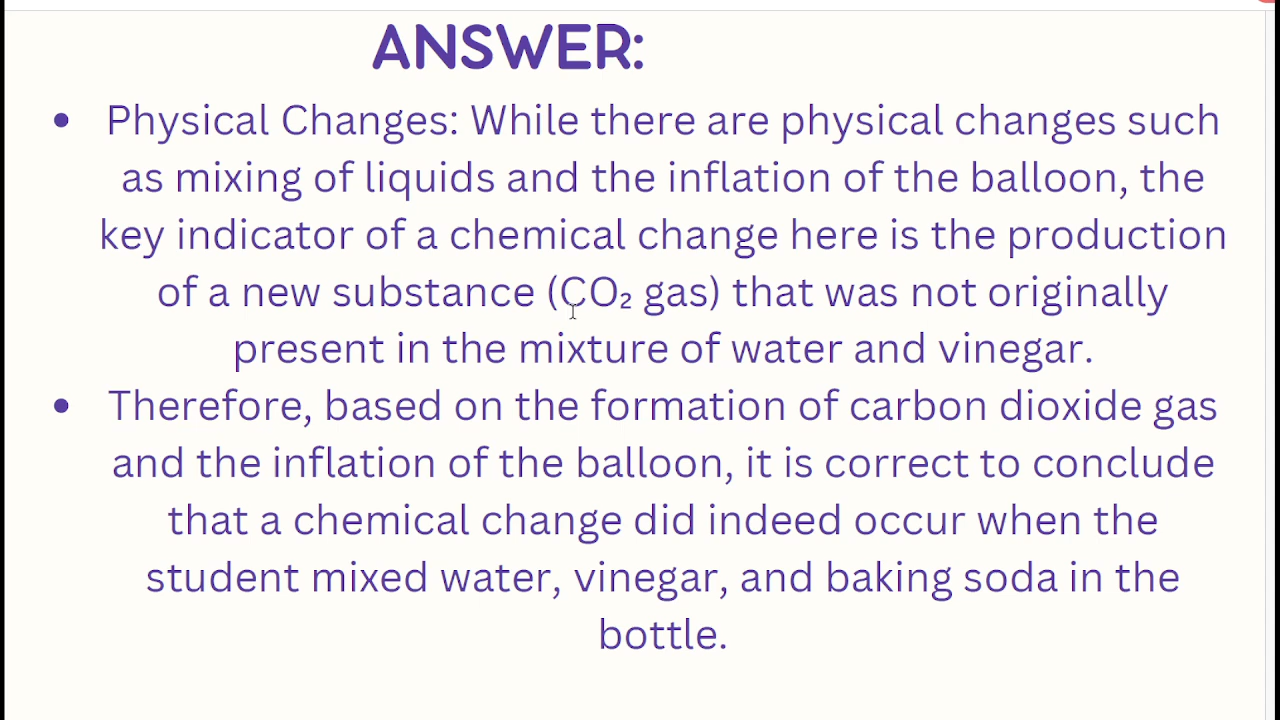 ANSWER:
• Physical Changes: While there are physical changes such
as mixing of liquids and the inflation of the balloon, the
key indicator of a chemical change here is the production
of a new substance (CO₂ gas) that was not originally
present in the mixture of water and vinegar.
• Therefore, based on the formation of carbon dioxide gas
and the inflation of the balloon, it is correct to conclude
that a chemical change did indeed occur when the
student mixed water, vinegar, and baking soda in the
bottle.